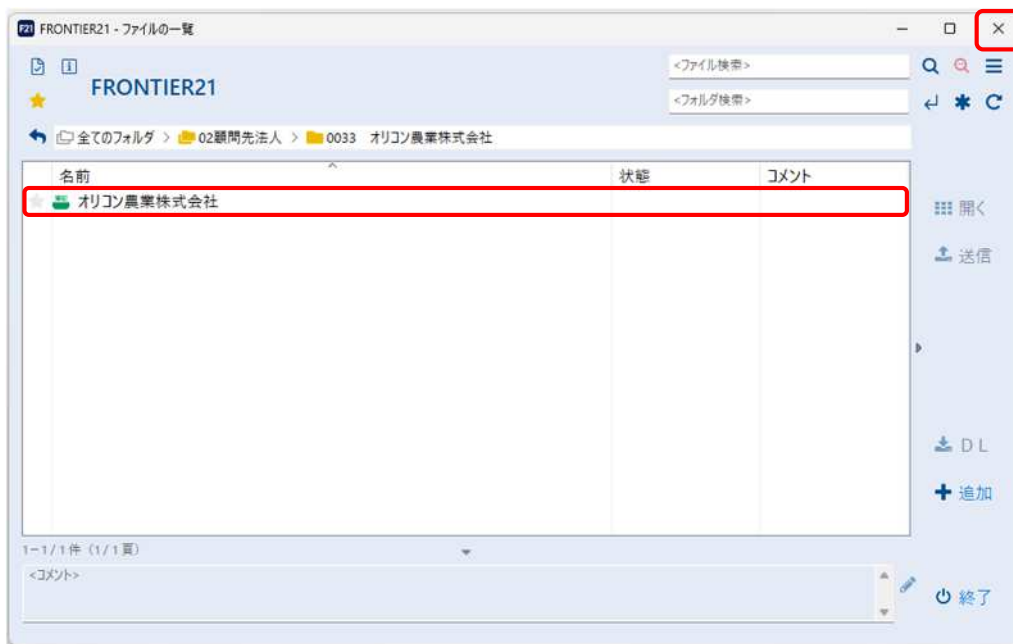 F21 FRONTIER21 - ファイルの一覧
<ファイル検索>
FRONTIER21
<フォルダ検索>
全てのフォルダ > 02顧問先法人 > 0033 オリコン農業株式会社
名前 状態 コメント
オリコン農業株式会社
開く
送信
DL
追加
1-1/1件 (1/1頁)
<コメント>
終了